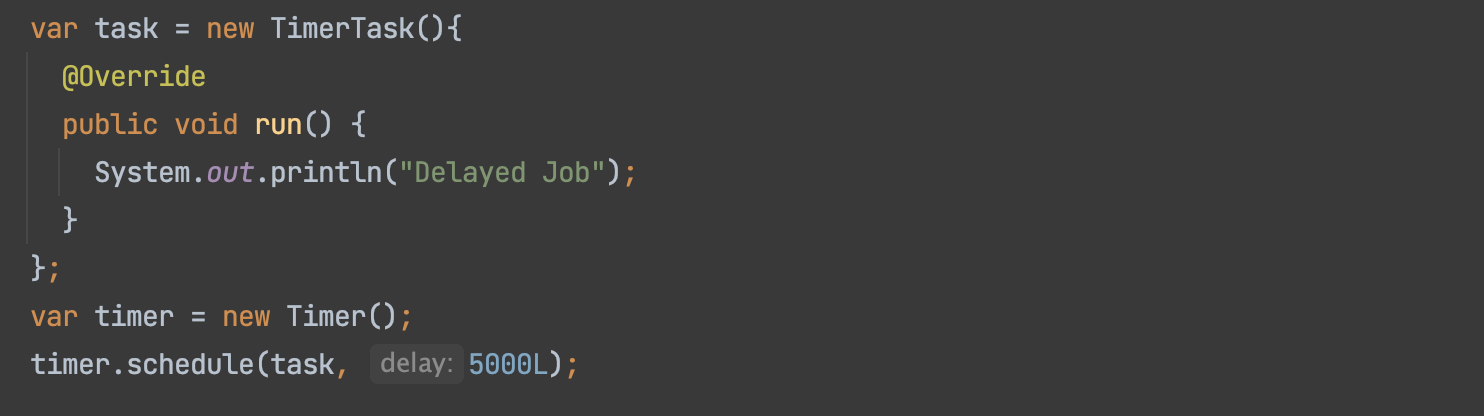 var task = new TimerTask(){
@Override
public void run() {
System.out.println("Delayed Job");
}
};
var timer = new Timer();
timer.schedule(task, delay: 5000L);